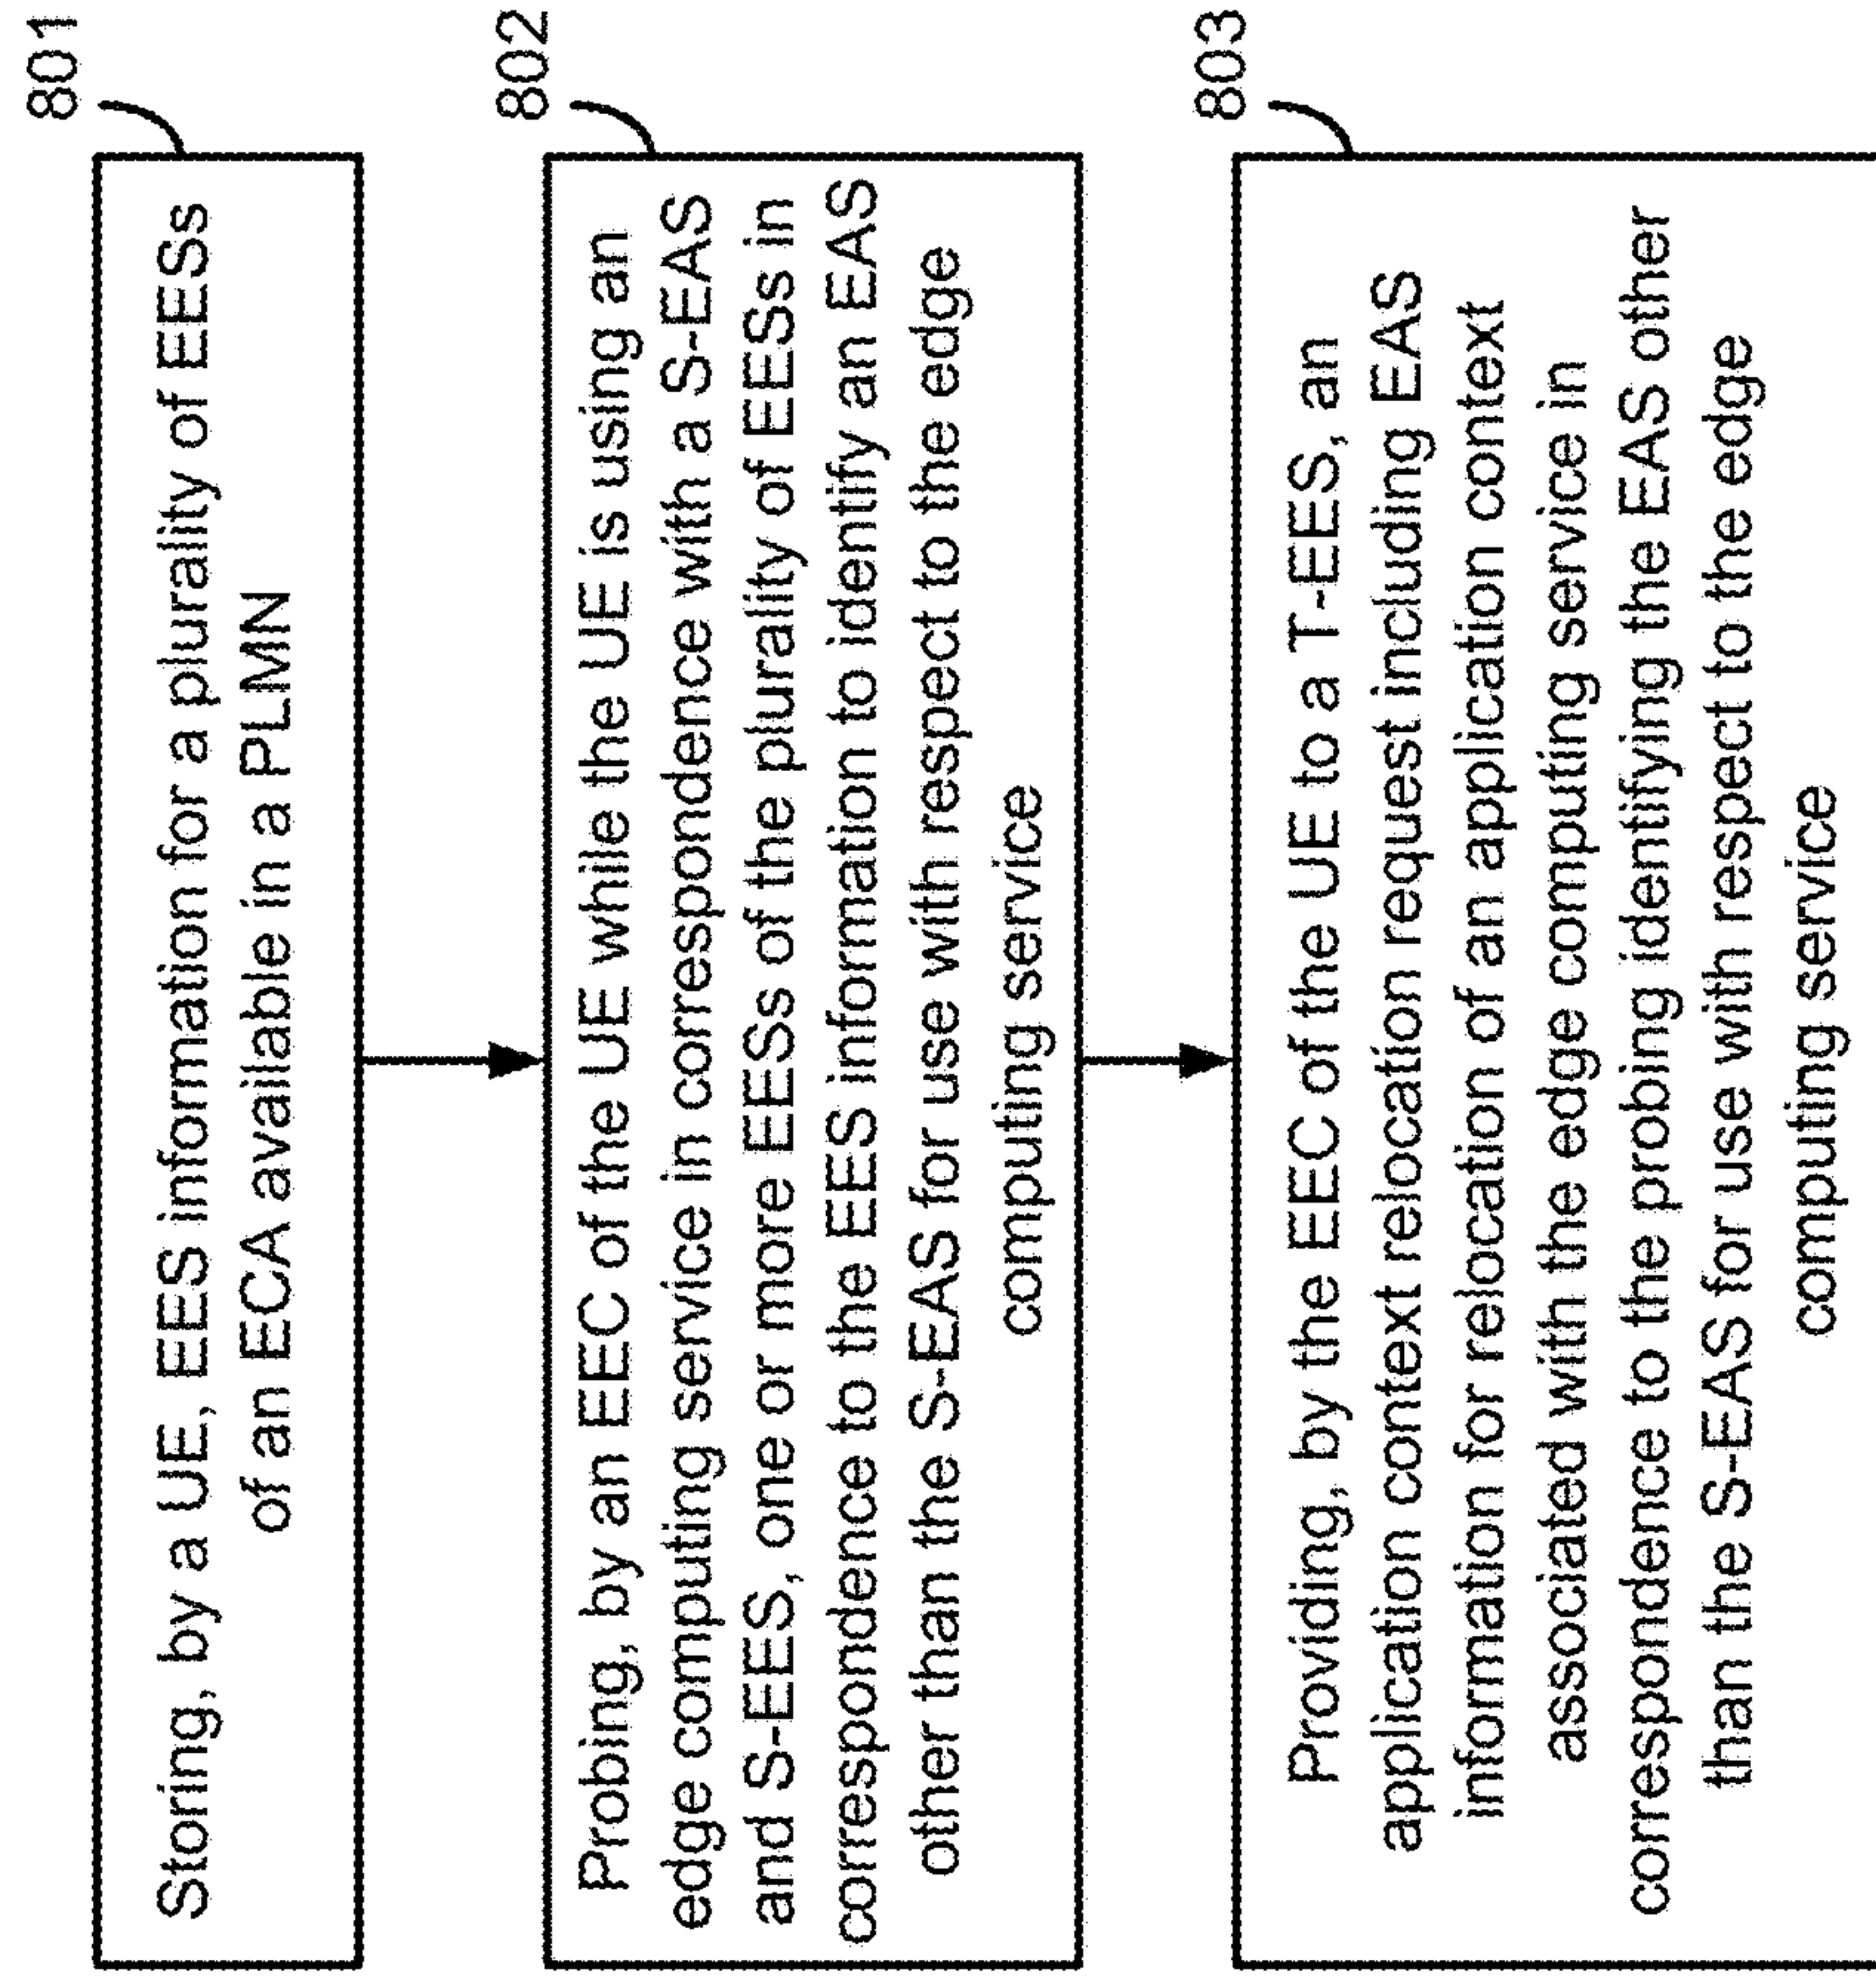 801
Storing, by a UE, EES information for a plurality of EESs
of an ECA available in a PLMN
802
Probing, by an EEC of the UE while the UE is using an
edge computing service in correspondence with a S-EAS
and S-EES, one or more EESs of the plurality of EESs in
correspondence to the EES information to identify an EAS
other than the S-EAS for use with respect to the edge
computing service
803
Providing, by the EEC of the UE to a T-EES, an
application context relocation request including EAS
information for relocation of an application context
associated with the edge computing service in
correspondence to the probing identifying the EAS other
than the S-EAS for use with respect to the edge
computing service